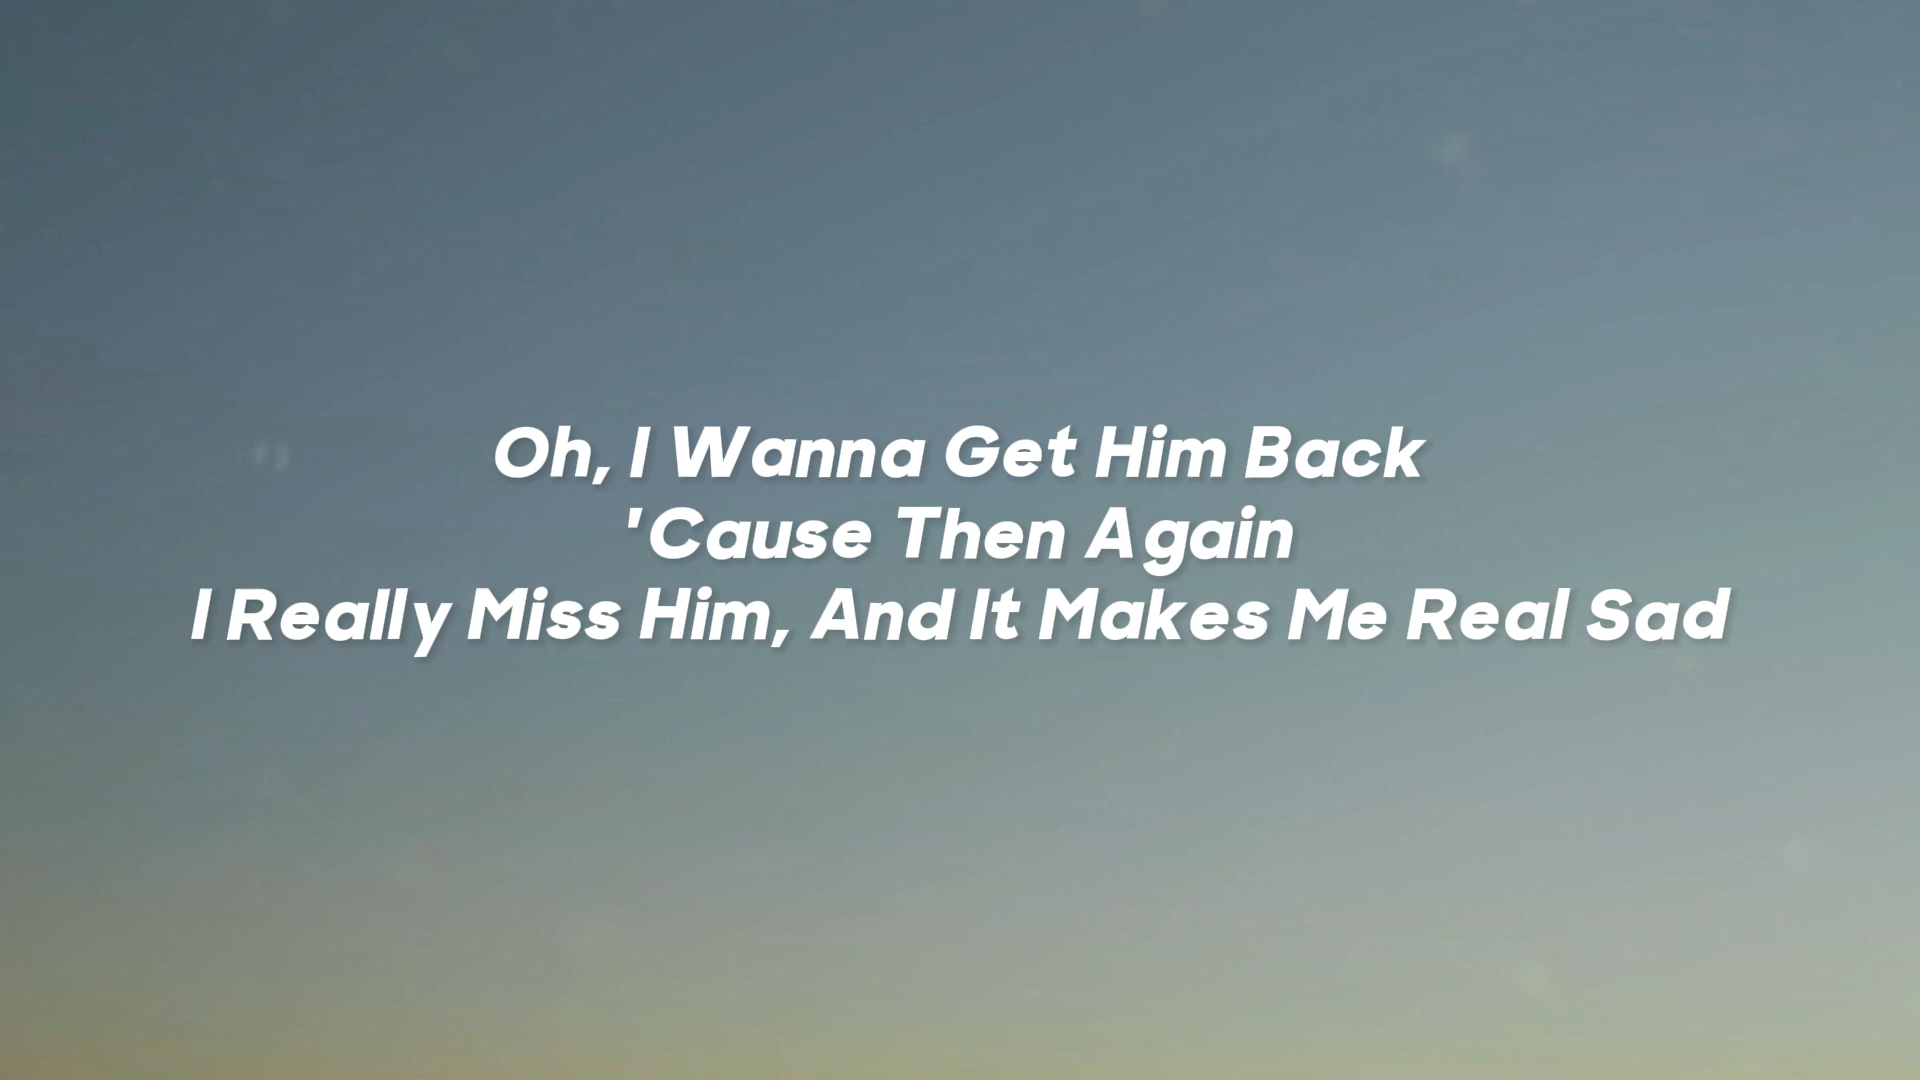 Oh, I Wanna Get Him Back
'Cause Then Again
I Really Miss Him, And It Makes Me Real Sad